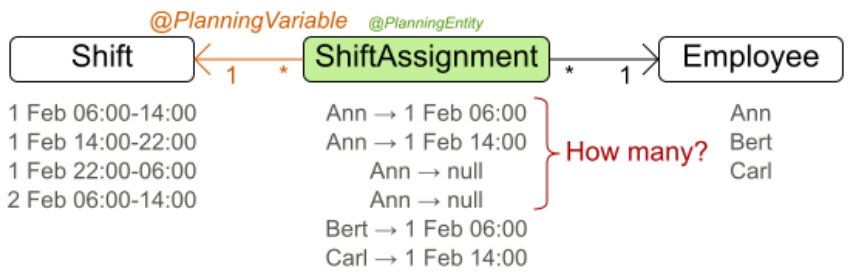 @PlanningVariable @PlanningEntity
Shift ShiftAssignment Employee
1 * * 1
1 Feb 06:00-14:00 Ann → 1 Feb 06:00 Ann
1 Feb 14:00-22:00 Ann → 1 Feb 14:00 Bert
How many?
1 Feb 22:00-06:00 Ann → null Carl
2 Feb 06:00-14:00 Ann → null
Bert → 1 Feb 06:00
Carl → 1 Feb 14:00